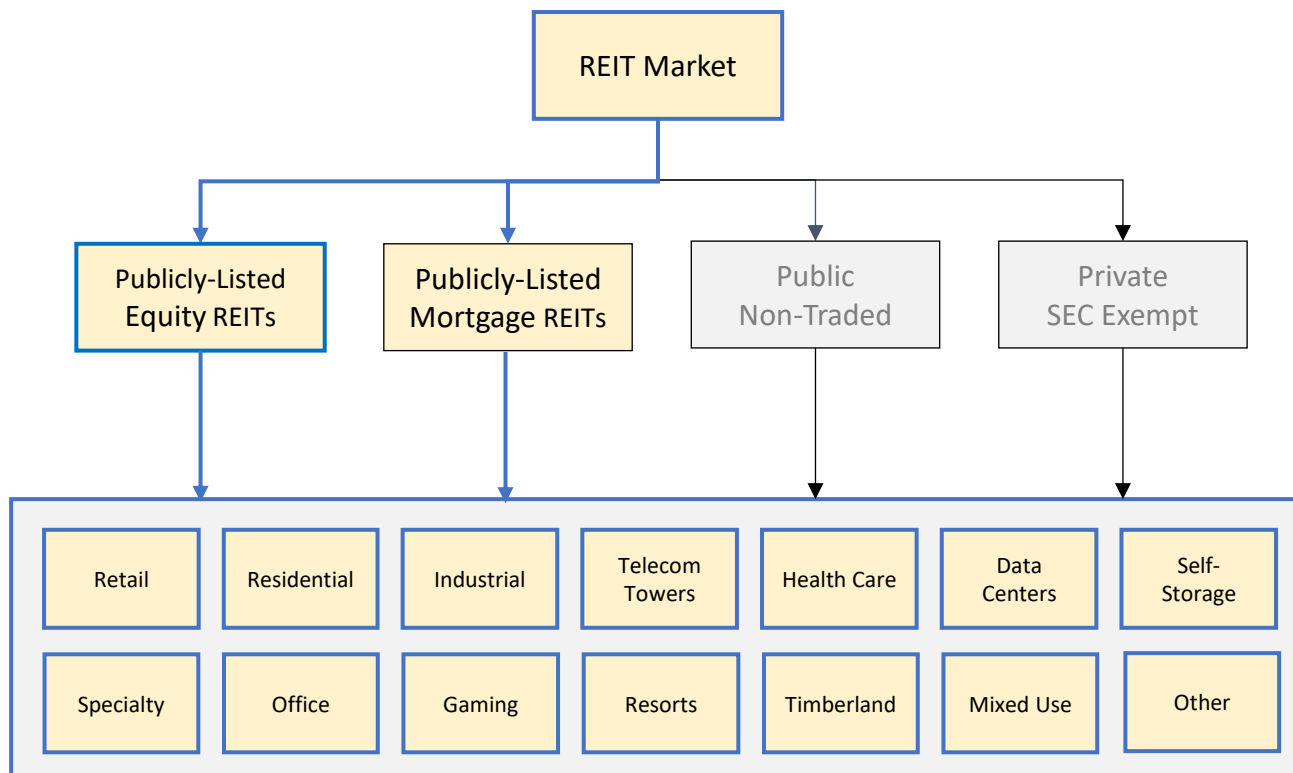 REIT Market
Publicly-Listed
Equity REITs
Publicly-Listed
Mortgage REITs
Public
Non-Traded
Private
SEC Exempt
Retail
Residential
Industrial
Telecom
Towers
Health Care
Data
Centers
Self-
Storage
Specialty
Office
Gaming
Resorts
Timberland
Mixed Use
Other